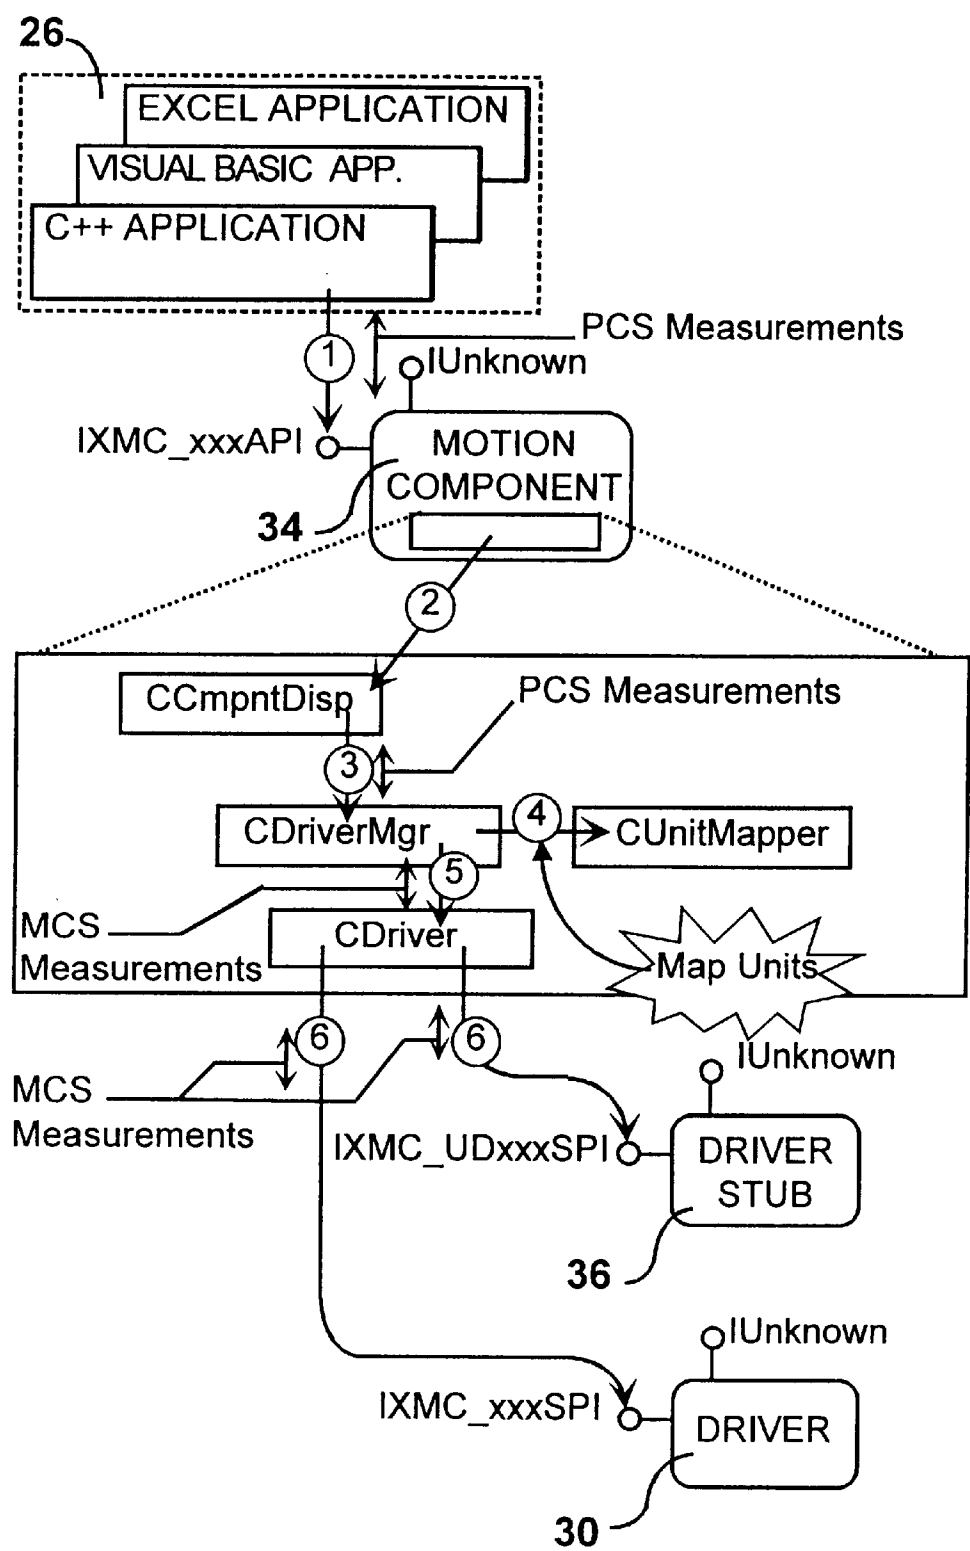 26
EXCEL APPLICATION
VISUAL BASIC APP.
C++ APPLICATION
PCS Measurements
1
IUnknown
IXMC_xxxAPI
MOTION
COMPONENT
34
2
CCmpntDisp
PCS Measurements
3
CDriverMgr
4
CUnitMapper
5
MCS
Measurements
CDriver
Map Units
6
6
IUnknown
MCS
Measurements
IXMC_UDxxxSPI
DRIVER
STUB
36
IUnknown
IXMC_xxxSPI
DRIVER
30